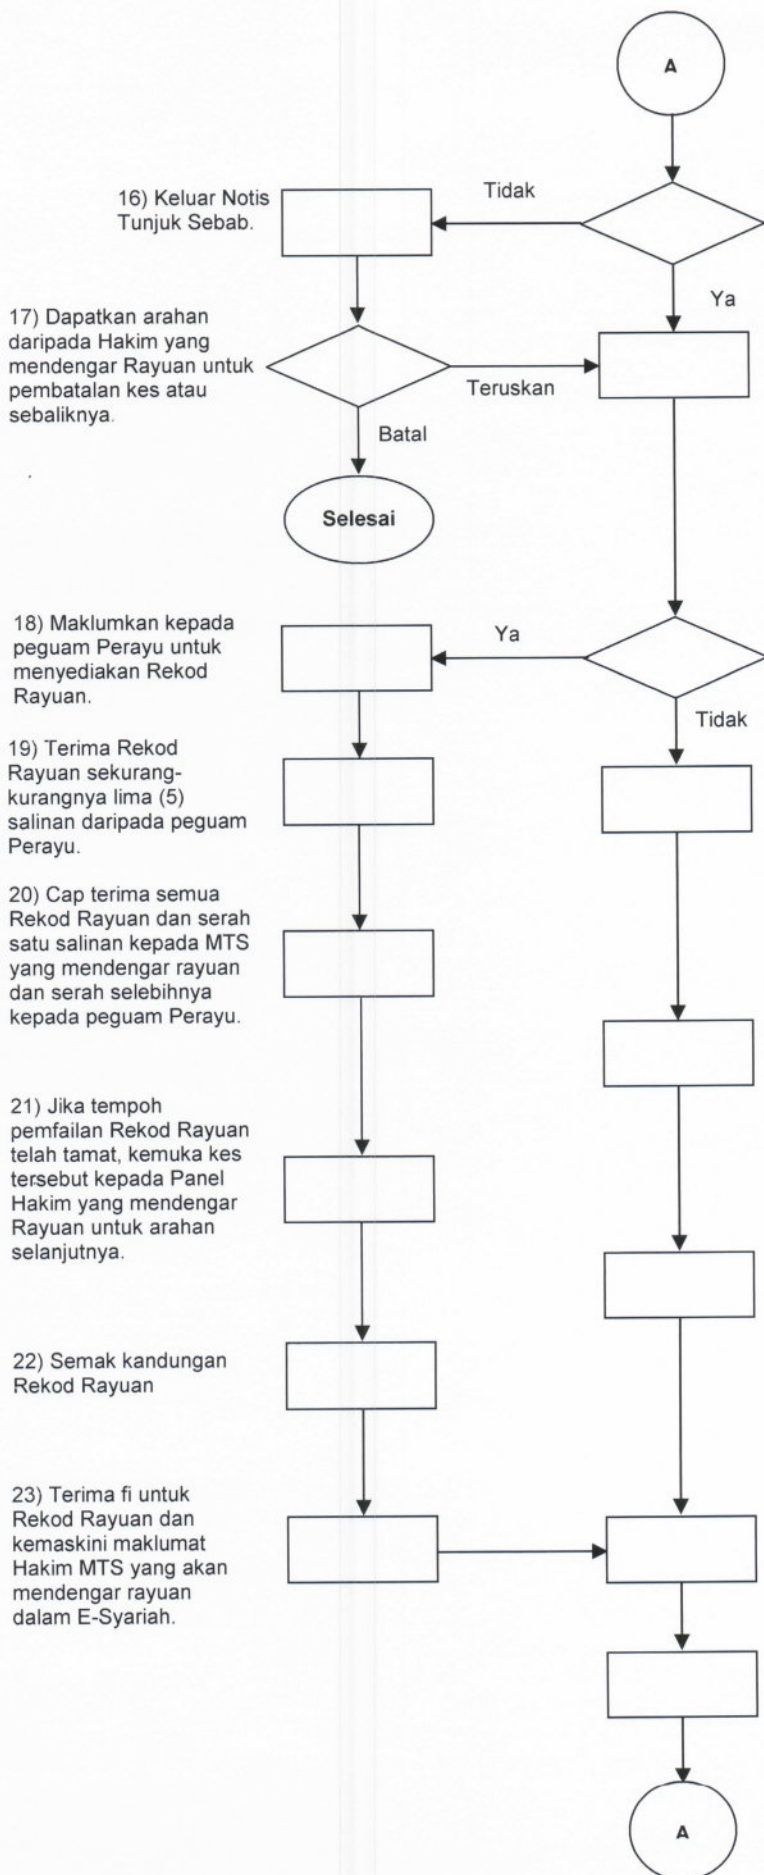 A
16) Keluar Notis
Tunjuk Sebab.
Tidak
Ya
17) Dapatkan arahan
daripada Hakim yang
mendengar Rayuan untuk
pembatalan kes atau
sebaliknya.
Teruskan
Batal
Selesai
18) Maklumkan kepada
peguam Perayu untuk
menyediakan Rekod
Rayuan.
Ya
Tidak
19) Terima Rekod
Rayuan sekurang-
kurangnya lima (5)
salinan daripada peguam
Perayu.
20) Cap terima semua
Rekod Rayuan dan serah
satu salinan kepada MTS
yang mendengar rayuan
dan serah selebihnya
kepada peguam Perayu.
21) Jika tempoh
pemfailan Rekod Rayuan
telah tamat, kemuka kes
tersebut kepada Panel
Hakim yang mendengar
Rayuan untuk arahan
selanjutnya.
22) Semak kandungan
Rekod Rayuan
23) Terima fi untuk
Rekod Rayuan dan
kemaskini maklumat
Hakim MTS yang akan
mendengar rayuan
dalam E-Syariah.
A